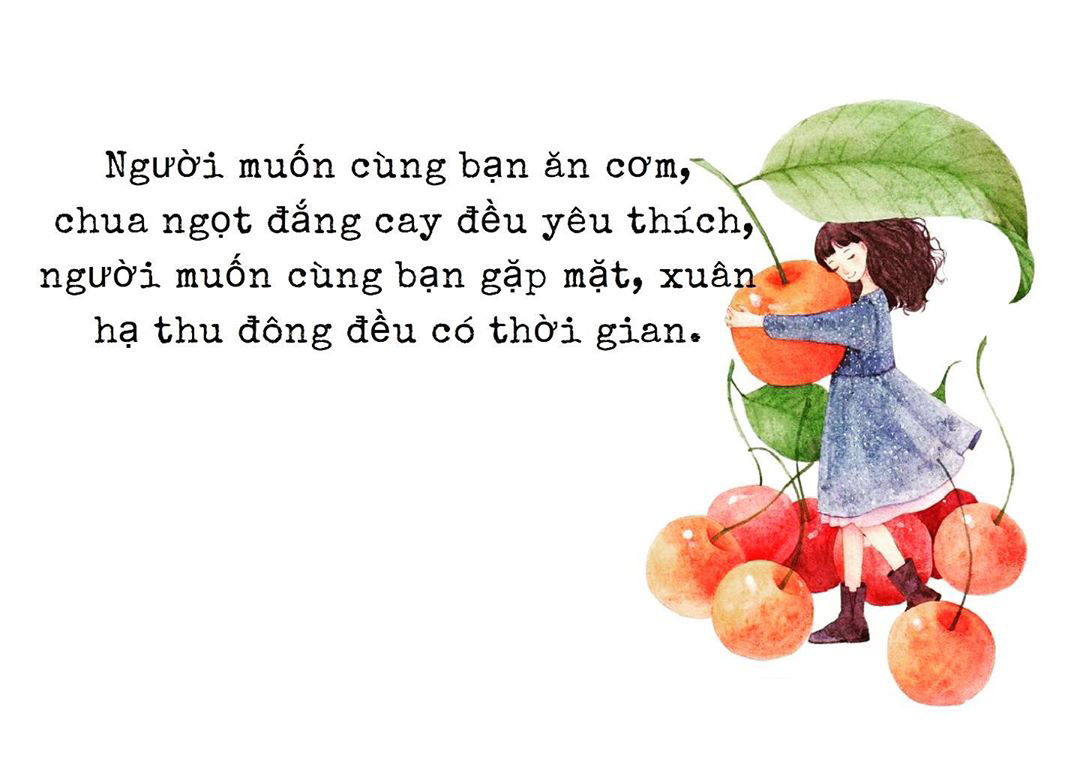 Người muốn cùng bạn ăn cơm,
chua ngọt đắng cay đều yêu thích,
người muốn cùng bạn gặp mặt, xuân
hạ thu đông đều có thời gian.